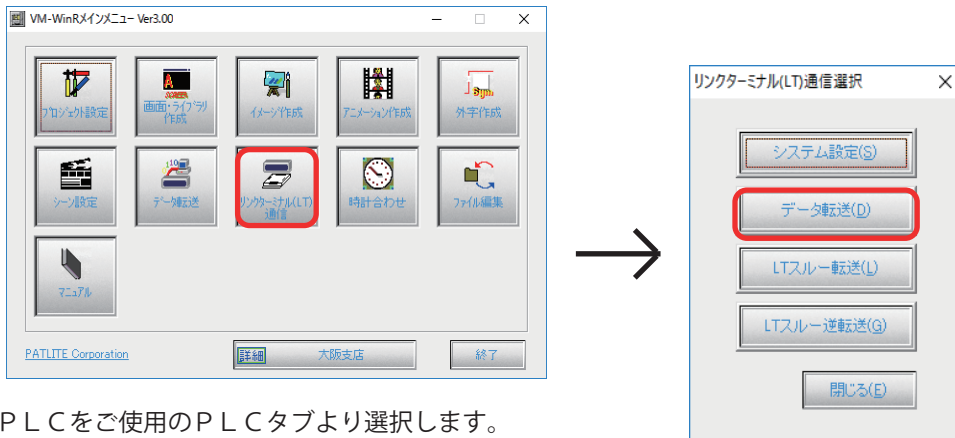 VM-WinRメインメニュー Ver3.00
プロジェクト設定
画面・ライブラリ
作成
イメージ作成
アニメーション作成
外字作成
シーン設定
データ転送
リンクターミナル(LT)
通信
時計合わせ
ファイル編集
マニュアル
PATLITE Corporation
詳細
大阪支店
終了
リンクターミナル(LT)通信選択
システム設定(S)
データ転送(D)
LTスルー転送(L)
LTスルー逆転送(G)
閉じる(E)
ＰＬＣをご使用のＰＬＣタブより選択します。